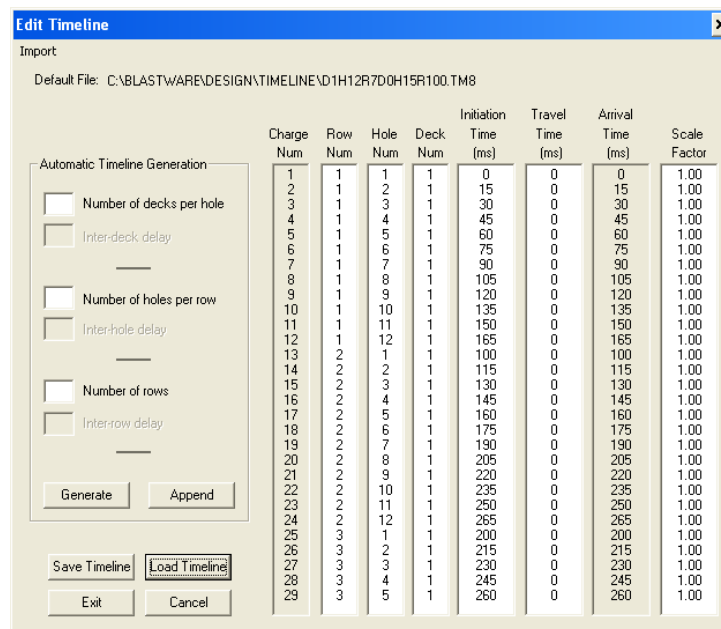 Edit Timeline
Import
Default File: C:\BLASTWARE\DESIGN\TIMELINE\D1H12R7D0H15R100.TM8
Automatic Timeline Generation
Number of decks per hole
Inter-deck delay
Number of holes per row
Inter-hole delay
Number of rows
Inter-row delay
Generate Append
Save Timeline Load Timeline
Exit Cancel
Initiation Travel Arrival
Charge Row Hole Deck Time Time Time Scale
Num Num Num Num (ms) (ms) (ms) Factor
1 1 1 1 0 0 0 1.00
2 1 2 1 15 0 15 1.00
3 1 3 1 30 0 30 1.00
4 1 4 1 45 0 45 1.00
5 1 5 1 60 0 60 1.00
6 1 6 1 75 0 75 1.00
7 1 7 1 90 0 90 1.00
8 1 8 1 105 0 105 1.00
9 1 9 1 120 0 120 1.00
10 1 10 1 135 0 135 1.00
11 1 11 1 150 0 150 1.00
12 1 12 1 165 0 165 1.00
13 2 1 1 100 0 100 1.00
14 2 2 1 115 0 115 1.00
15 2 3 1 130 0 130 1.00
16 2 4 1 145 0 145 1.00
17 2 5 1 160 0 160 1.00
18 2 6 1 175 0 175 1.00
19 2 7 1 190 0 190 1.00
20 2 8 1 205 0 205 1.00
21 2 9 1 220 0 220 1.00
22 2 10 1 235 0 235 1.00
23 2 11 1 250 0 250 1.00
24 2 12 1 265 0 265 1.00
25 3 1 1 200 0 200 1.00
26 3 2 1 215 0 215 1.00
27 3 3 1 230 0 230 1.00
28 3 4 1 245 0 245 1.00
29 3 5 1 260 0 260 1.00